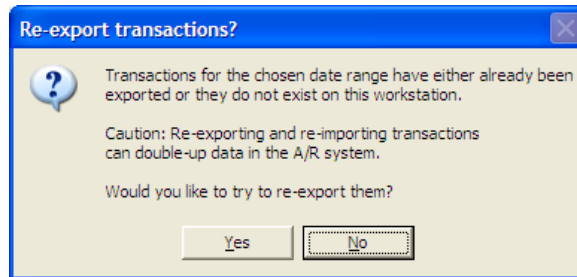 Re-export transactions?
Transactions for the chosen date range have either already been
exported or they do not exist on this workstation.
Caution: Re-exporting and re-importing transactions
can double-up data in the A/R system.
Would you like to try to re-export them?
Yes
No